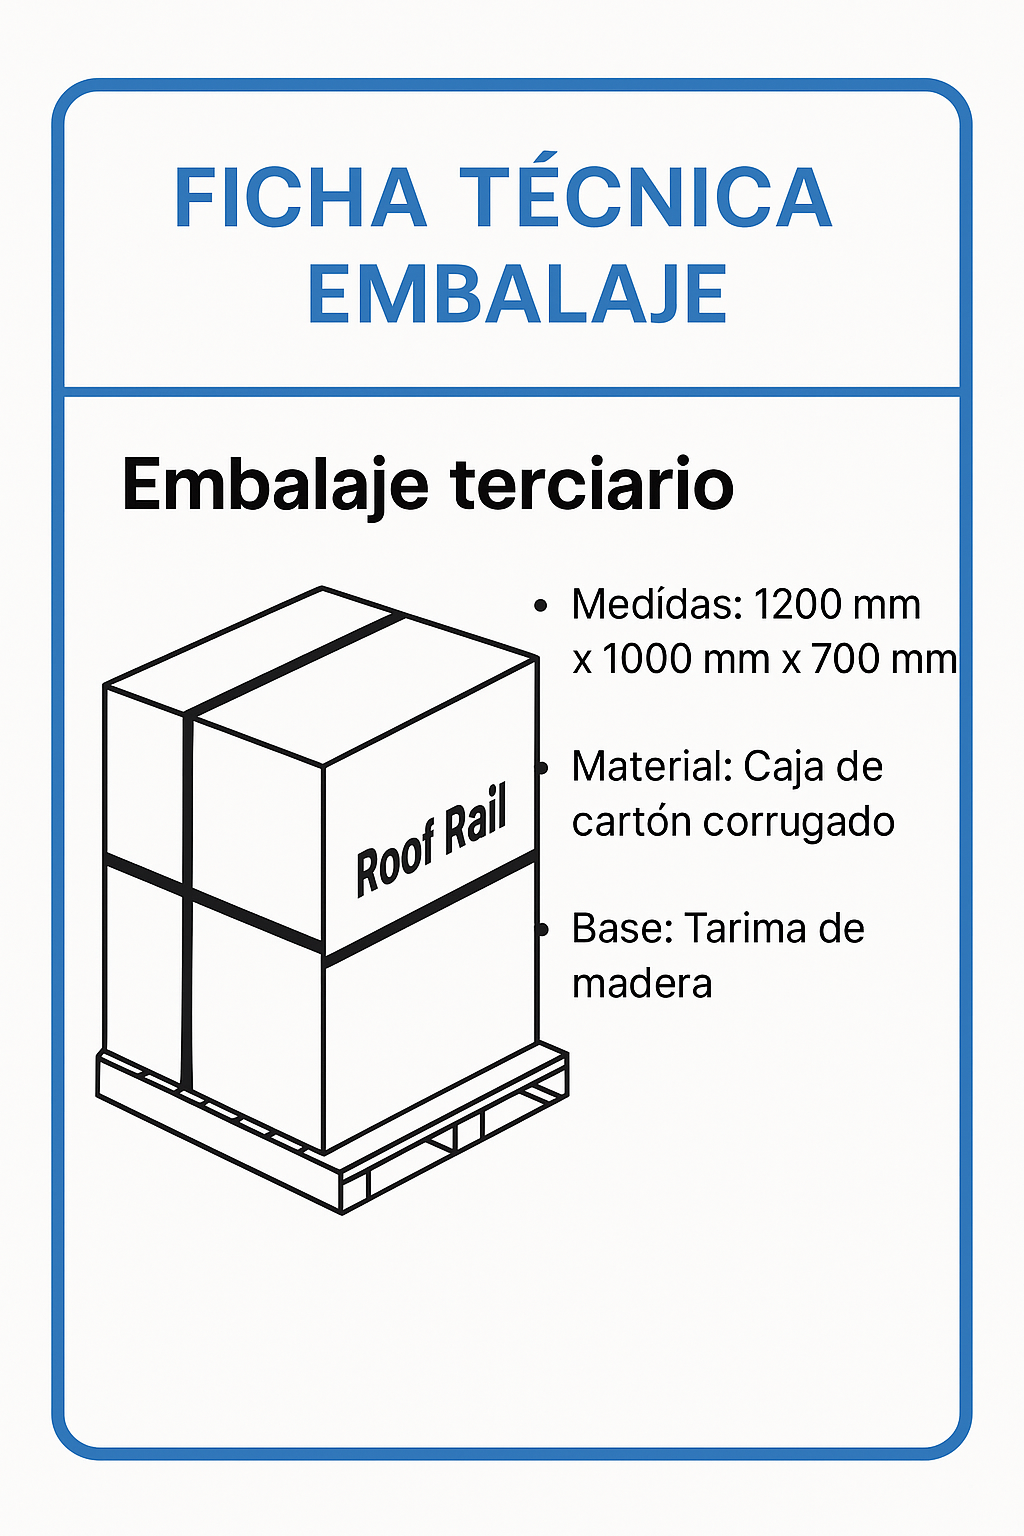 FICHA TÉCNICA
EMBALAJE
Embalaje terciario
• Medídas: 1200 mm
x 1000 mm x 700 mm
• Material: Caja de
cartón corrugado
• Base: Tarima de
madera
Roof Rail